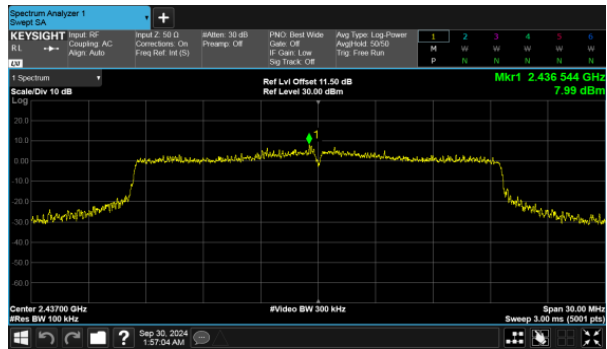 Spectrum Analyzer 1
Swept SA
+
KEYSIGHT Input: RF Input Z: 50 Ω #Atten: 30 dB PNO: Best Wide Avg Type: Log-Power 1 2 3 4 5 6
RL Coupling: AC Corrections: On Preamp: Off Gate: Off Avg|Hold: 50/50 M W W W W W
Align: Auto Freq Ref: Int (S) IF Gain: Low Trig: Free Run
Sig Track: Off P N N N N N
LXI
1 Spectrum Ref Lvl Offset 11.50 dB Mkr1 2.436 544 GHz
Scale/Div 10 dB Ref Level 30.00 dBm 7.99 dBm
Log
20.0
10.0
1
0.00
-10.0
-20.0
-30.0
-40.0
-50.0
-60.0
Center 2.43700 GHz #Video BW 300 kHz Span 30.00 MHz
#Res BW 100 kHz Sweep 3.00 ms (5001 pts)
? Sep 30, 2024
1:57:04 AM